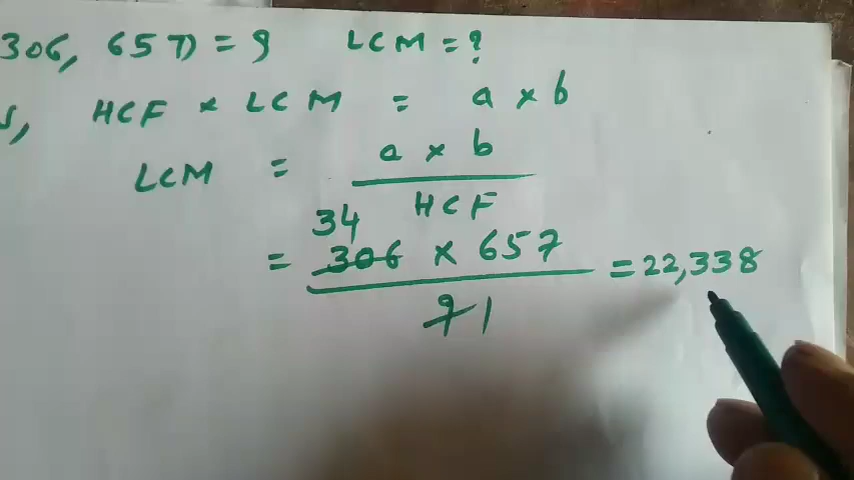 306, 657) = 9 LCM = ?
s, HCF × LCM = a × b
LCM = a × b
HCF
34
= 306 × 657 = 22,338
9 1